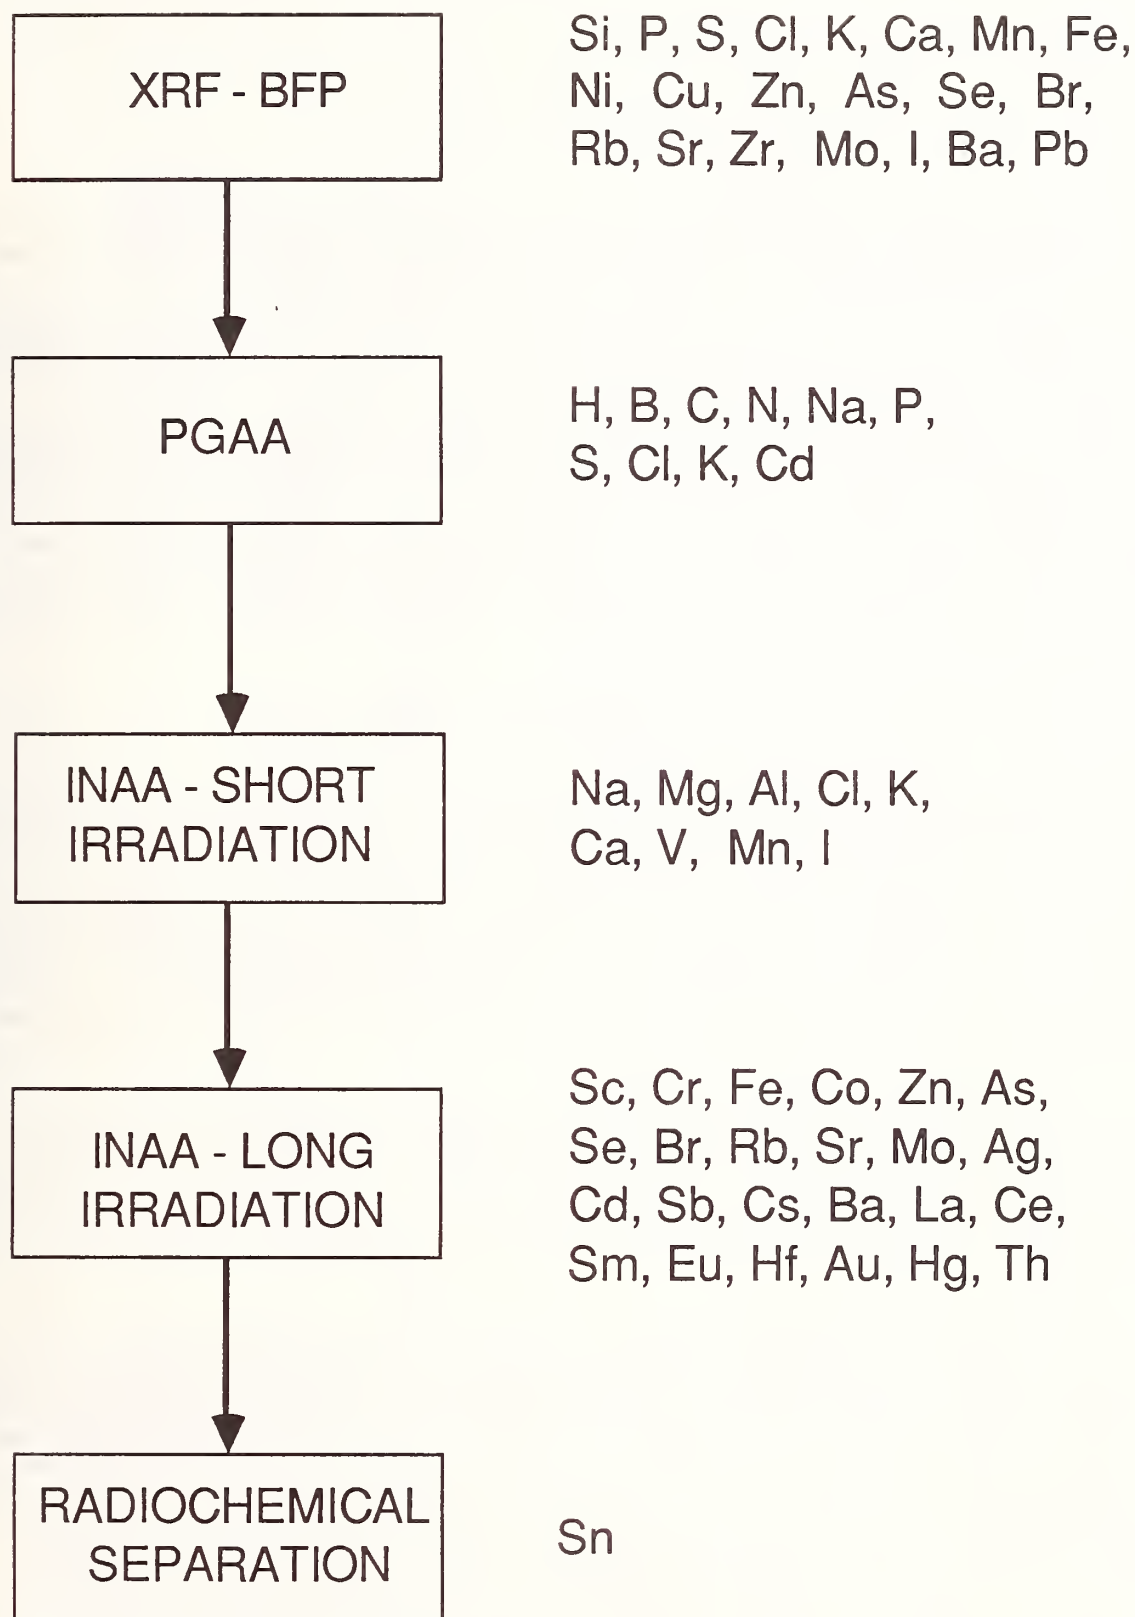 XRF - BFP
Si, P, S, Cl, K, Ca, Mn, Fe,
Ni, Cu, Zn, As, Se, Br,
Rb, Sr, Zr, Mo, I, Ba, Pb
PGAA
H, B, C, N, Na, P,
S, Cl, K, Cd
INAA - SHORT
IRRADIATION
Na, Mg, Al, Cl, K,
Ca, V, Mn, I
INAA - LONG
IRRADIATION
Sc, Cr, Fe, Co, Zn, As,
Se, Br, Rb, Sr, Mo, Ag,
Cd, Sb, Cs, Ba, La, Ce,
Sm, Eu, Hf, Au, Hg, Th
RADIOCHEMICAL
SEPARATION
Sn